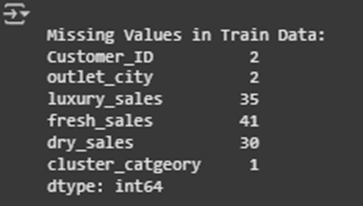 Missing Values in Train Data:
Customer_ID 2
outlet_city 2
luxury_sales 35
fresh_sales 41
dry_sales 30
cluster_catgeory 1
dtype: int64